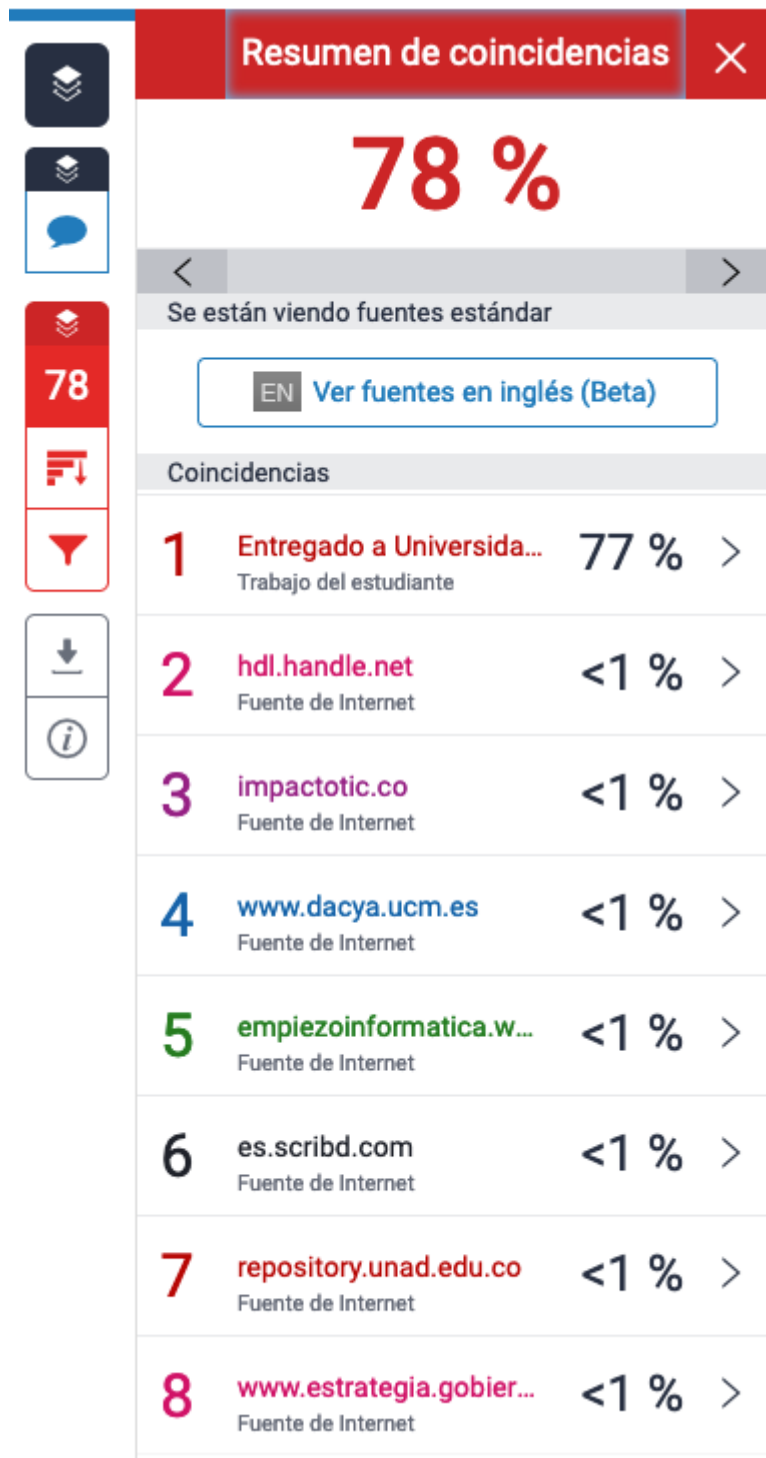 Resumen de coincidencias
78 %
Se están viendo fuentes estándar
78
EN Ver fuentes en inglés (Beta)
Coincidencias
1 Entregado a Universida... 77 %
Trabajo del estudiante
2 hdl.handle.net <1 %
Fuente de Internet
3 impactotic.co <1 %
Fuente de Internet
4 www.dacya.ucm.es <1 %
Fuente de Internet
5 empiezoinformatica.w... <1 %
Fuente de Internet
6 es.scribd.com <1 %
Fuente de Internet
7 repository.unad.edu.co <1 %
Fuente de Internet
8 www.estrategia.gobier... <1 %
Fuente de Internet